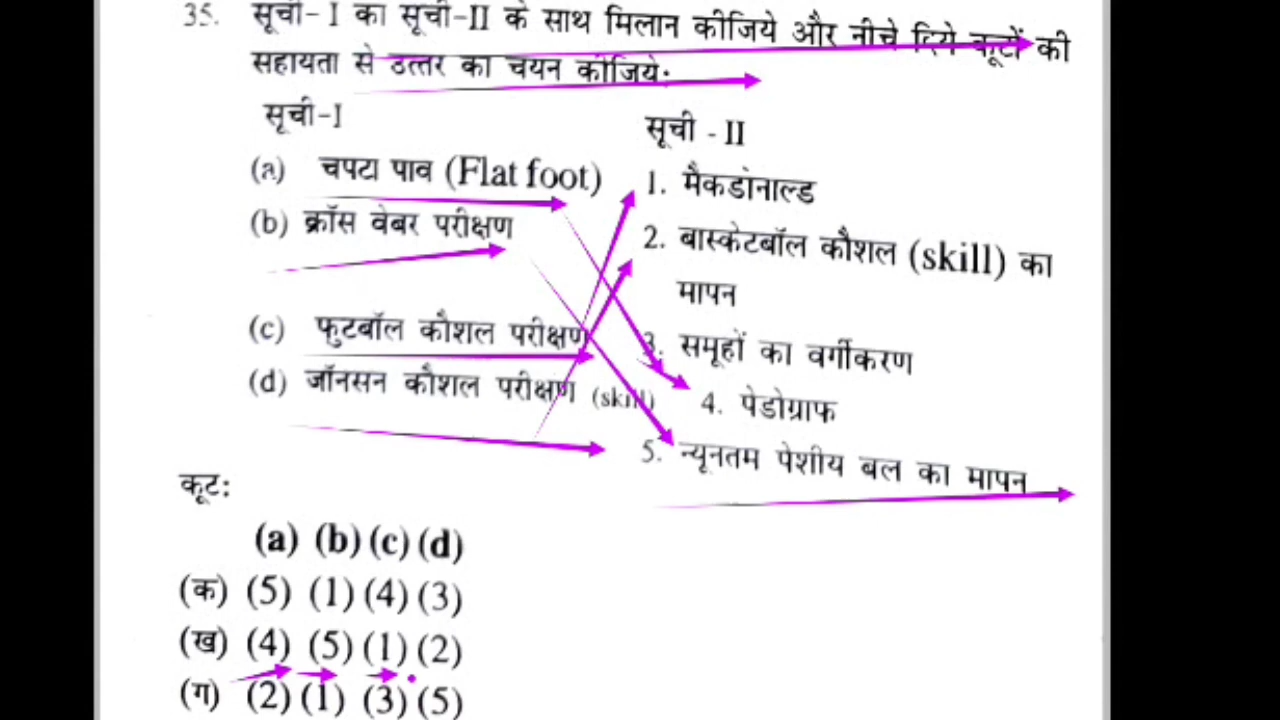 35. सूची- I का सूची-II के साथ मिलान कीजिये और नीचे दिये कूटों की
सहायता से उत्तर का चयन कीजिये:
सूची-I
सूची - II
(a) चपटा पाव (Flat foot)
1. मैकडोनाल्ड
(b) क्रॉस वेबर परीक्षण
2. बास्केटबॉल कौशल (skill) का
मापन
(c) फुटबॉल कौशल परीक्षण
3. समूहों का वर्गीकरण
(d) जॉनसन कौशल परीक्षण (skill)
4. पेडोग्राफ
5. न्यूनतम पेशीय बल का मापन
कूट:
(a) (b) (c) (d)
(क) (5) (1) (4) (3)
(ख) (4) (5) (1) (2)
(ग) (2) (1) (3) (5)